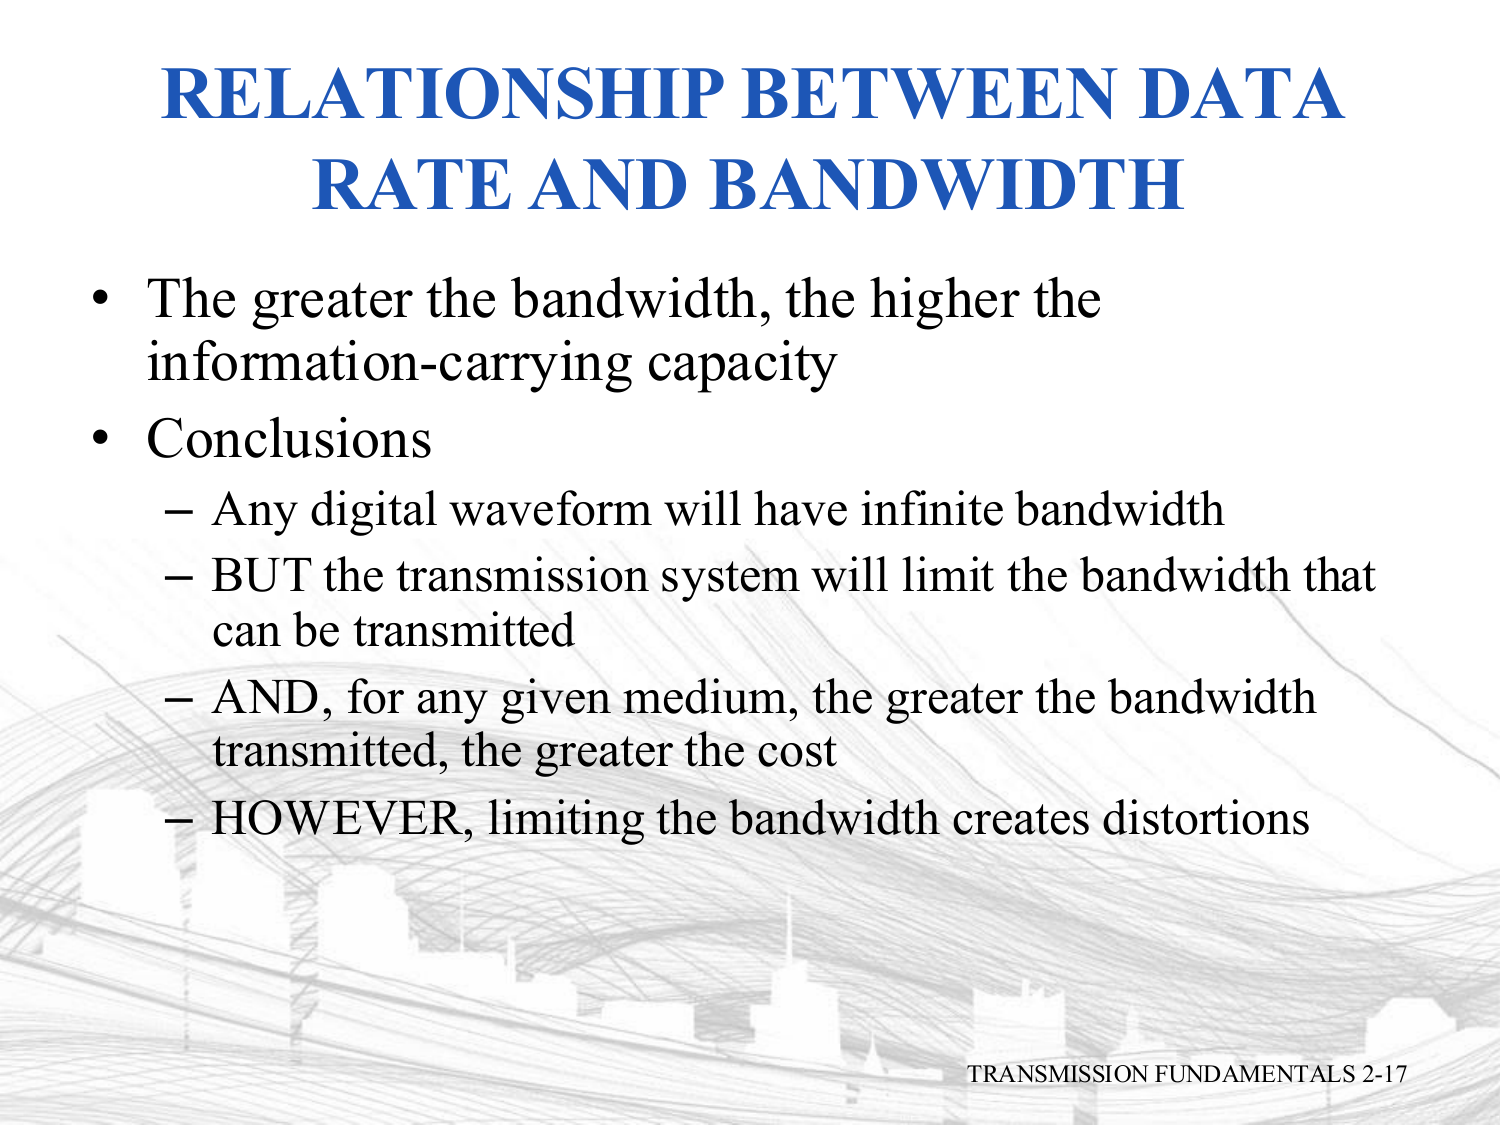 RELATIONSHIP BETWEEN DATA
RATE AND BANDWIDTH
• The greater the bandwidth, the higher the
information-carrying capacity
• Conclusions
– Any digital waveform will have infinite bandwidth
– BUT the transmission system will limit the bandwidth that
can be transmitted
– AND, for any given medium, the greater the bandwidth
transmitted, the greater the cost
– HOWEVER, limiting the bandwidth creates distortions
TRANSMISSION FUNDAMENTALS 2-17